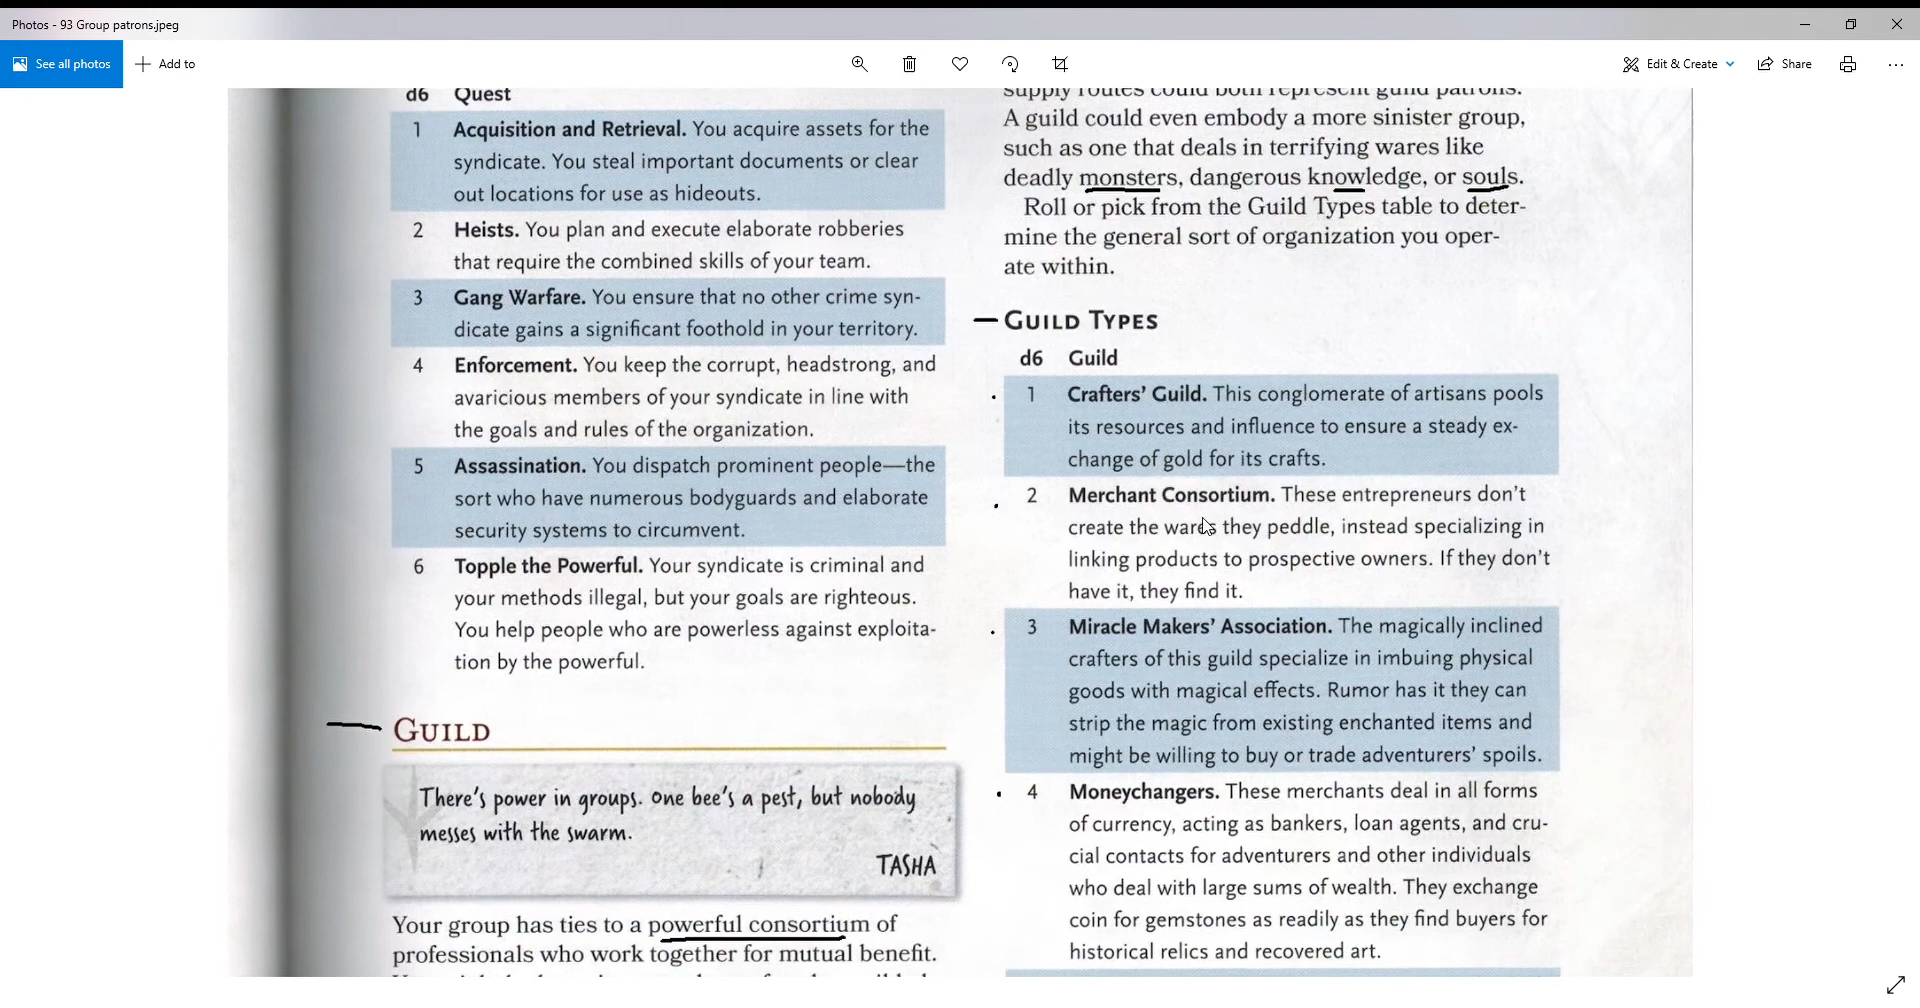 Photos - 93 Group patrons.jpeg
See all photos
Add to
Edit & Create
Share
d6 Quest
1 Acquisition and Retrieval. You acquire assets for the
syndicate. You steal important documents or clear
out locations for use as hideouts.
2 Heists. You plan and execute elaborate robberies
that require the combined skills of your team.
3 Gang Warfare. You ensure that no other crime syn-
dicate gains a significant foothold in your territory.
4 Enforcement. You keep the corrupt, headstrong, and
avaricious members of your syndicate in line with
the goals and rules of the organization.
5 Assassination. You dispatch prominent people—the
sort who have numerous bodyguards and elaborate
security systems to circumvent.
6 Topple the Powerful. Your syndicate is criminal and
your methods illegal, but your goals are righteous.
You help people who are powerless against exploita-
tion by the powerful.
GUILD
There's power in groups. One bee's a pest, but nobody
messes with the swarm.
TASHA
Your group has ties to a powerful consortium of
professionals who work together for mutual benefit.
supply routes could both represent guild patrons.
A guild could even embody a more sinister group,
such as one that deals in terrifying wares like
deadly monsters, dangerous knowledge, or souls.
Roll or pick from the Guild Types table to deter-
mine the general sort of organization you oper-
ate within.
GUILD TYPES
d6 Guild
1 Crafters' Guild. This conglomerate of artisans pools
its resources and influence to ensure a steady ex-
change of gold for its crafts.
2 Merchant Consortium. These entrepreneurs don't
create the wares they peddle, instead specializing in
linking products to prospective owners. If they don't
have it, they find it.
3 Miracle Makers' Association. The magically inclined
crafters of this guild specialize in imbuing physical
goods with magical effects. Rumor has it they can
strip the magic from existing enchanted items and
might be willing to buy or trade adventurers' spoils.
4 Moneychangers. These merchants deal in all forms
of currency, acting as bankers, loan agents, and cru-
cial contacts for adventurers and other individuals
who deal with large sums of wealth. They exchange
coin for gemstones as readily as they find buyers for
historical relics and recovered art.